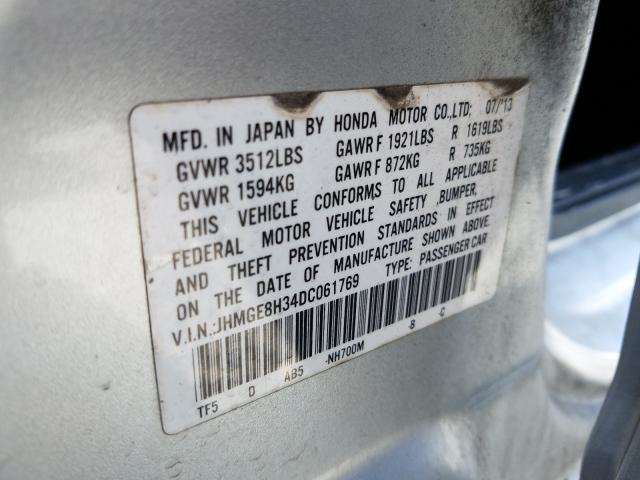 MFD. IN JAPAN BY HONDA MOTOR CO.,LTD; 07/'13
GVWR 3512LBS GAWR F 1921LBS R 1619LBS
GVWR 1594KG GAWR F 872KG R 735KG
THIS VEHICLE CONFORMS TO ALL APPLICABLE
FEDERAL MOTOR VEHICLE SAFETY ,BUMPER,
AND THEFT PREVENTION STANDARDS IN EFFECT
ON THE DATE OF MANUFACTURE SHOWN ABOVE.
V.I.N.:JHMGE8H34DC061769 TYPE: PASSENGER CAR
TF5 D AB5 -NH700M -B C